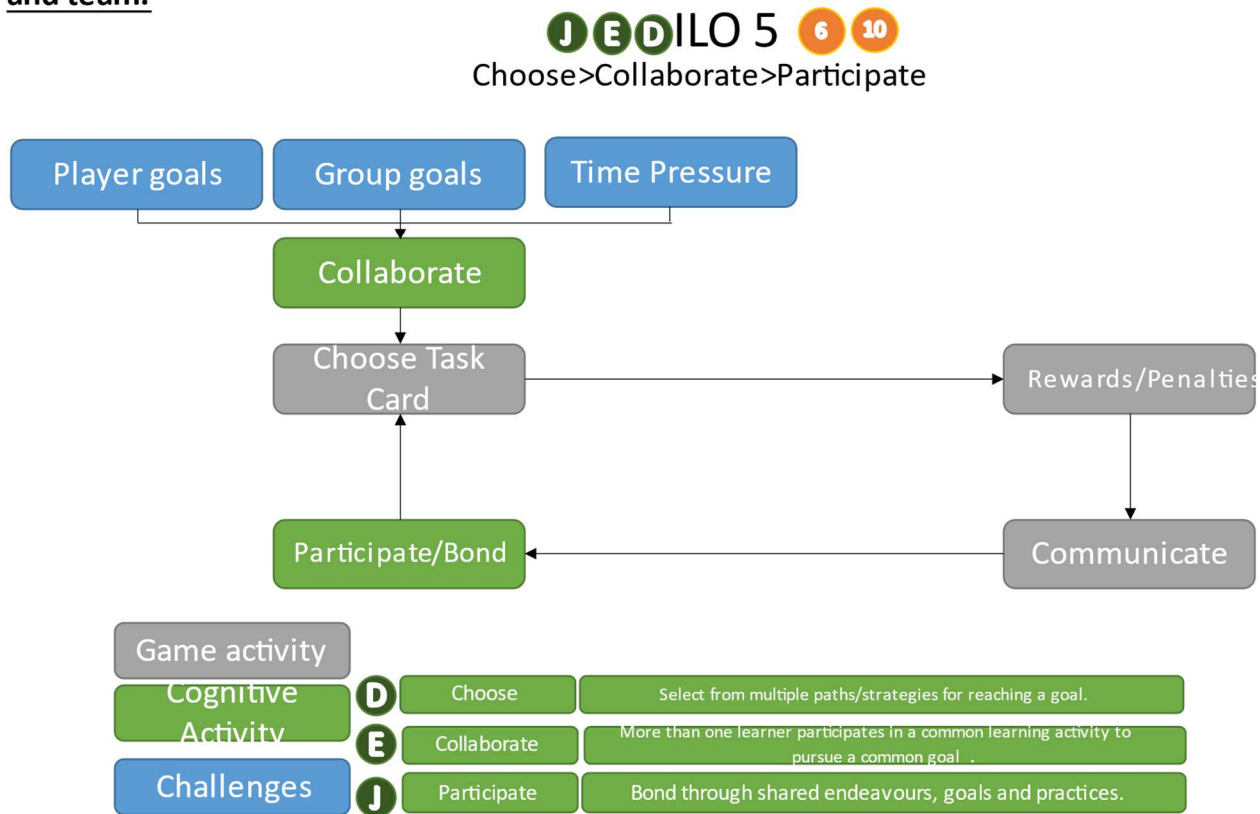 and team.
J E D ILO 5 6 10
Choose>Collaborate>Participate
Player goals
Group goals
Time Pressure
Collaborate
Choose Task
Card
Rewards/Penalties
Participate/Bond
Communicate
Game activity
Cognitive
Activity
D Choose Select from multiple paths/strategies for reaching a goal.
E Collaborate More than one learner participates in a common learning activity to
pursue a common goal .
Challenges
J Participate Bond through shared endeavours, goals and practices.